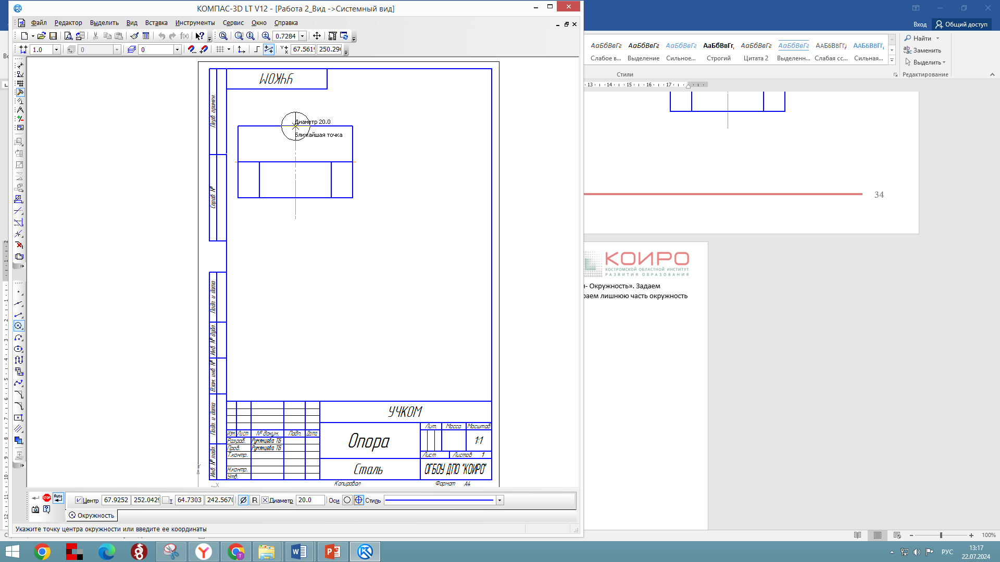 КОМПАС-3D LT V12 - [Работа 2_Вид ->Системный вид]
Файл Редактор Выделить Вид Вставка Инструменты Сервис Окно Справка
0.7284
1.0 0 0 67.561 250.29
УЧКОМ
Диаметр 20.0
Ближайшая точка
Перв. примен.
Справ. №
Подп. и дата
Инв. № дубл.
Взам. инв. №
Подп. и дата
Инв. № подл.
УЧКОМ
Опора
Лит. Масса Масштаб
1:1
Изм. Лист № докум. Подп. Дата
Разраб. Румянцева ТБ
Пров. Румянцева ТБ
Т.контр.
Лист Листов 1
Н.контр.
Утв.
Сталь
ОГБОУ ДПО "КОИРО"
Копировал Формат А4
X
STOP Auto
Центр 67.9252 252.0429 т 64.7303 242.5670 R Диаметр 20.0 Оси Стиль
Окружность
Укажите точку центра окружности или введите ее координаты
Вход Общий доступ
АаБбВвГг АаБбВвГг АаБбВвГг АаБбВвГг АаБбВвГг АаБбВвГг ААББВВГГ ААББВВГГ
Слабое в... Выделение Сильное... Строгий Цитата 2 Выделенн... Слабая сс... Сильная...
Стили
Найти
Заменить
Выделить
Редактирование
13 14 15 16 17
34
КОИРО
КОСТРОМСКОЙ ОБЛАСТНОЙ ИНСТИТУТ
РАЗВИТИЯ ОБРАЗОВАНИЯ
- Окружность». Задаем
раем лишнюю часть окружность
100%
РУС
13:17
22.07.2024